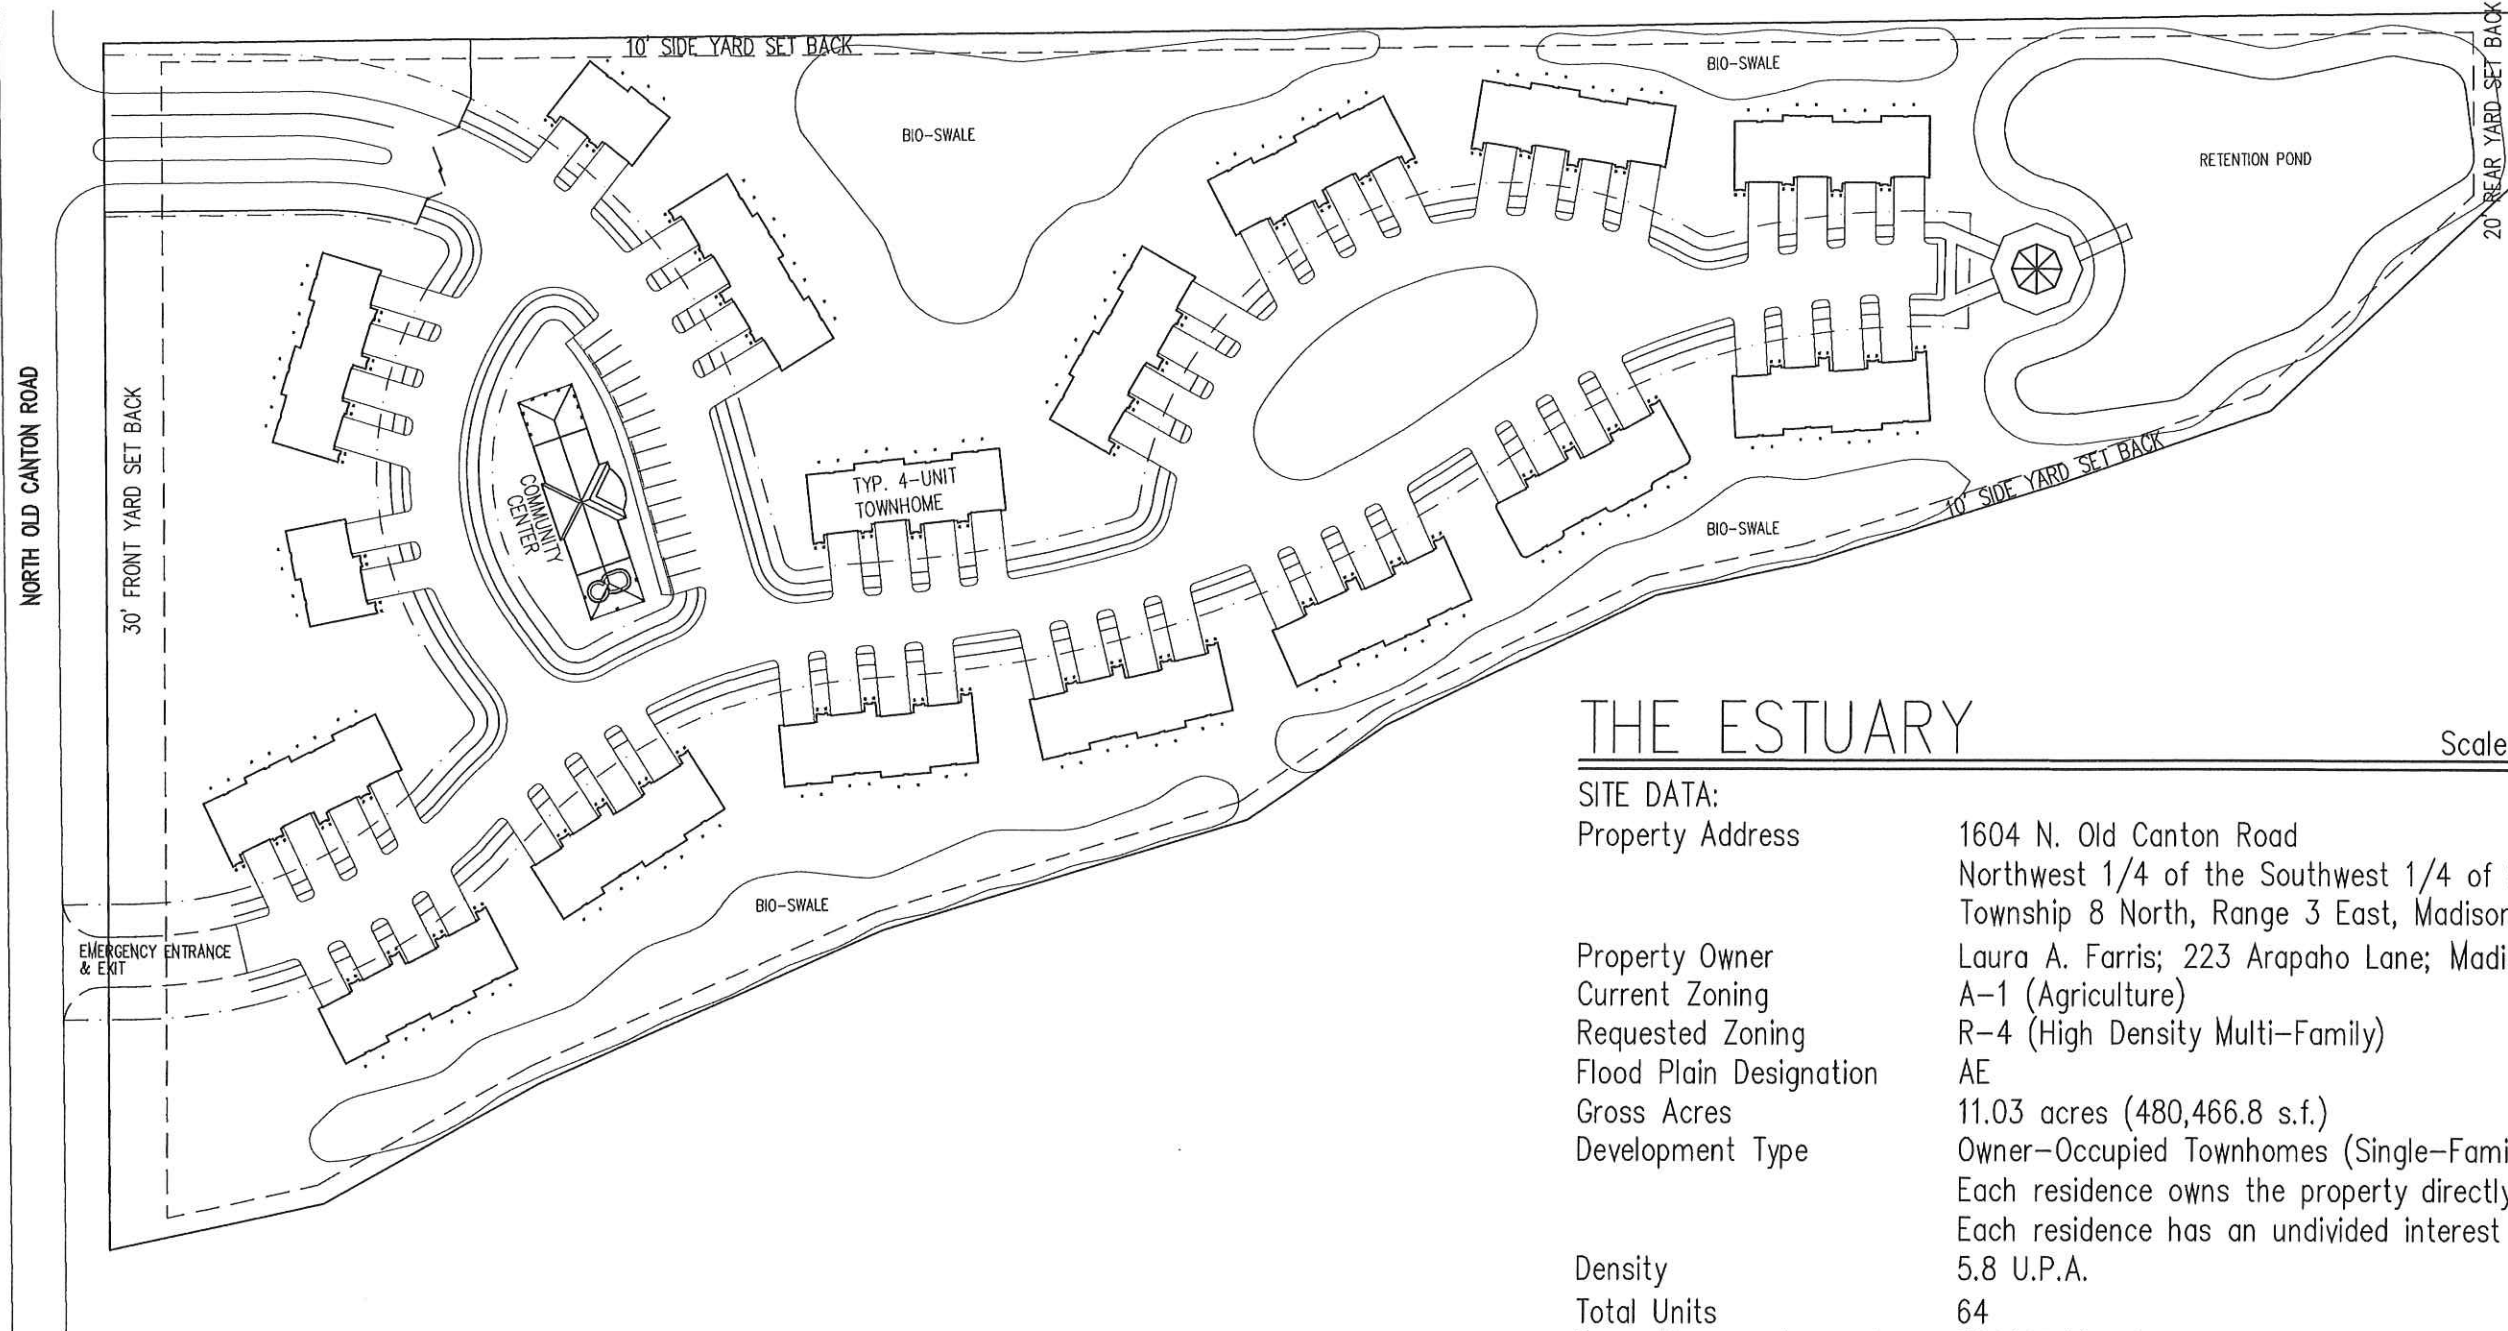 10' SIDE YARD SET BACK
BIO-SWALE
BIO-SWALE
RETENTION POND
20' REAR YARD SET BACK
NORTH OLD CANTON ROAD
30' FRONT YARD SET BACK
COMMUNITY
CENTER
TYP. 4-UNIT
TOWNHOME
10' SIDE YARD SET BACK
BIO-SWALE
BIO-SWALE
EMERGENCY ENTRANCE
& EXIT
THE ESTUARY
Scale
SITE DATA:
Property Address 1604 N. Old Canton Road
Northwest 1/4 of the Southwest 1/4 of
Township 8 North, Range 3 East, Madison
Property Owner Laura A. Farris; 223 Arapaho Lane; Madi
Current Zoning A-1 (Agriculture)
Requested Zoning R-4 (High Density Multi-Family)
Flood Plain Designation AE
Gross Acres 11.03 acres (480,466.8 s.f.)
Development Type Owner-Occupied Townhomes (Single-Fami
Each residence owns the property directly
Each residence has an undivided interest
Density 5.8 U.P.A.
Total Units 64